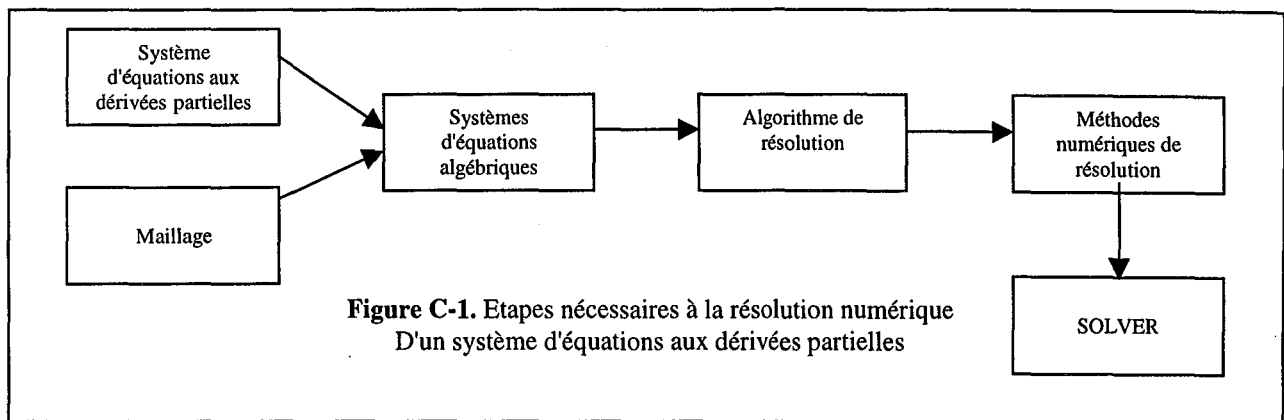 Système
d'équations aux
dérivées partielles
Maillage
Systèmes
d'équations
algébriques
Algorithme de
résolution
Méthodes
numériques de
résolution
SOLVER
Figure C-1. Etapes nécessaires à la résolution numérique
D'un système d'équations aux dérivées partielles